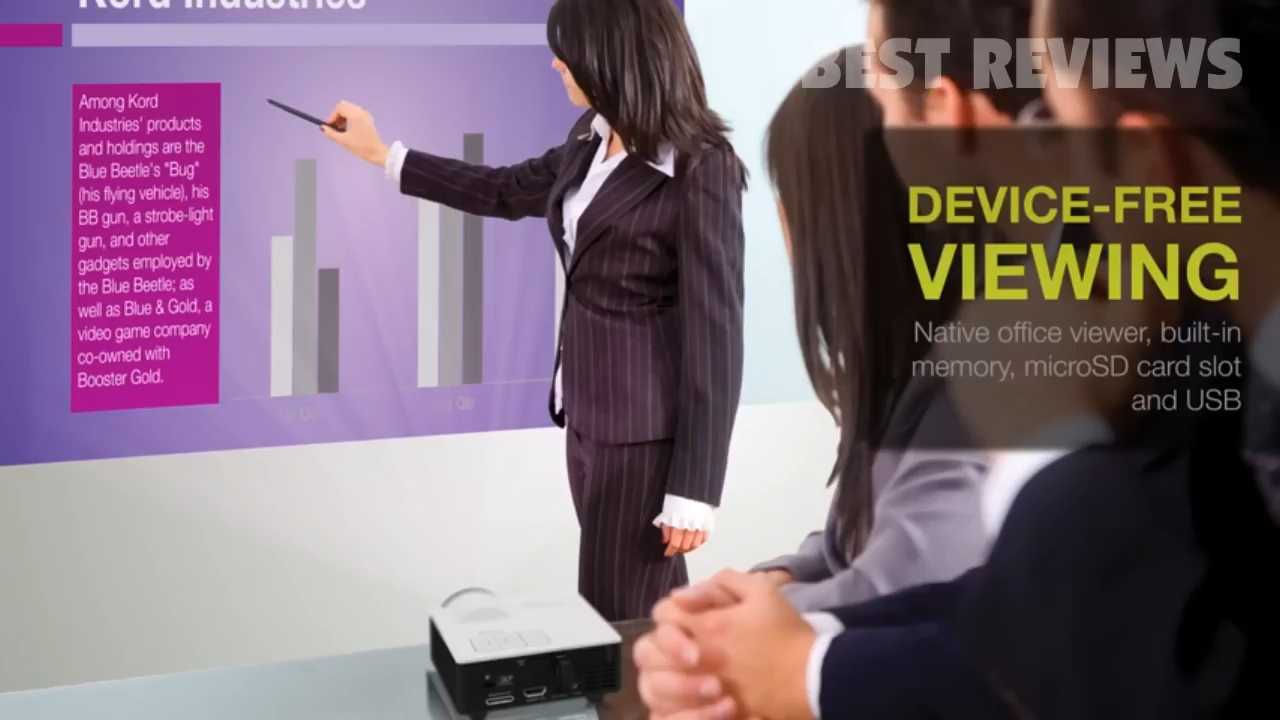 Kord Industries
BEST REVIEWS
Among Kord
Industries' products
and holdings are the
Blue Beetle's "Bug"
(his flying vehicle), his
BB gun, a strobe-light
gun, and other
gadgets employed by
the Blue Beetle; as
well as Blue & Gold, a
video game company
co-owned with
Booster Gold.
Qtr
DEVICE-FREE
VIEWING
Native office viewer, built-in
memory, microSD card slot
and USB